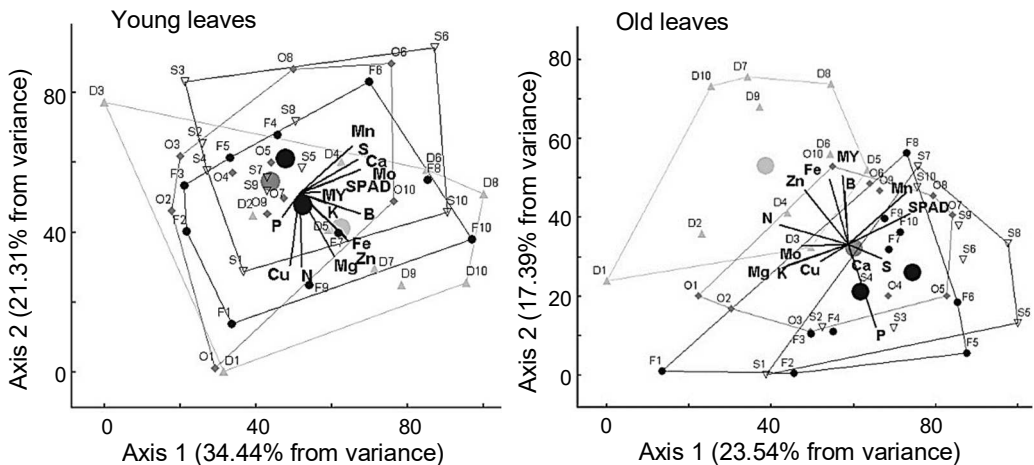 Young leaves
Old leaves
Axis 2 (21.31% from variance)
80
40
0
D3
S3
O8
O6
S6
F6
S2
O3
S8
F4
F5
O5
S4
O4
S7
S5
D4
D6
F8
D8
F3
S9
O2
F2
D2
O9
O7
O10
S10
D5
F7
F10
S1
D7
D9
D10
F9
F1
O1
D1
Mn
S
Ca
Mo
SPAD
MY
K
B
P
Fe
Zn
Mg
Cu
N
0
40
80
Axis 1 (34.44% from variance)
Axis 2 (17.39% from variance)
80
60
40
20
0
D10
D7
D8
D9
D6
O10
MY
D5
F8
S7
Fe
O6
S10
Zn
B
O9
Mn
O8
D4
SPAD
O7
N
F9
S9
D2
F10
D3
F7
S6
S8
Mo
Mg
K
Cu
Ca
S
D1
S4
O1
O2
O4
O5
F6
O3
S2
F4
S3
S5
F3
P
F1
S1
F2
F5
0
40
80
Axis 1 (23.54% from variance)